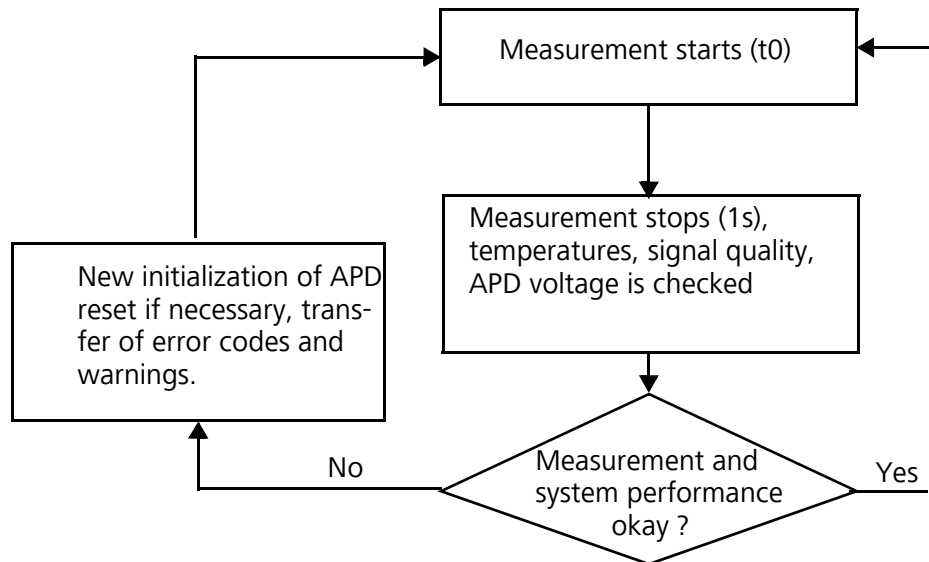 Measurement starts (t0)
Measurement stops (1s),
temperatures, signal quality,
APD voltage is checked
New initialization of APD
reset if necessary, trans-
fer of error codes and
warnings.
Measurement and
system performance
okay ?
No
Yes